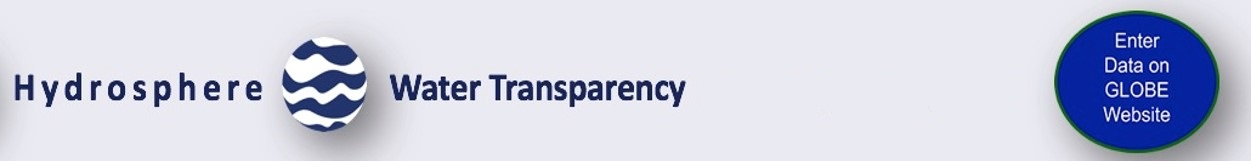 Hydrosphere Water Transparency
Enter
Data on
GLOBE
Website